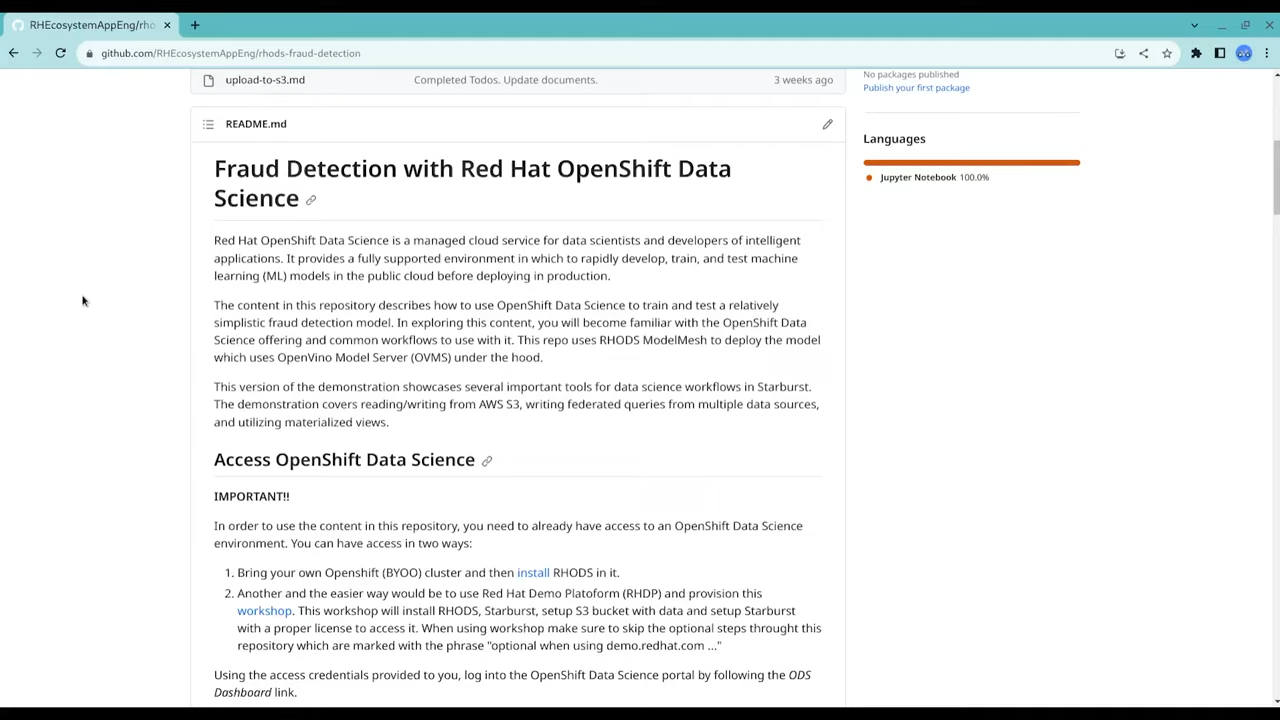 RHEcosystemAppEng/rho
github.com/RHEcosystemAppEng/rhods-fraud-detection
upload-to-s3.md Completed Todos. Update documents. 3 weeks ago
No packages published
Publish your first package
Languages
Jupyter Notebook 100.0%
README.md
Fraud Detection with Red Hat OpenShift Data
Science
Red Hat OpenShift Data Science is a managed cloud service for data scientists and developers of intelligent
applications. It provides a fully supported environment in which to rapidly develop, train, and test machine
learning (ML) models in the public cloud before deploying in production.
The content in this repository describes how to use OpenShift Data Science to train and test a relatively
simplistic fraud detection model. In exploring this content, you will become familiar with the OpenShift Data
Science offering and common workflows to use with it. This repo uses RHODS ModelMesh to deploy the model
which uses OpenVino Model Server (OVMS) under the hood.
This version of the demonstration showcases several important tools for data science workflows in Starburst.
The demonstration covers reading/writing from AWS S3, writing federated queries from multiple data sources,
and utilizing materialized views.
Access OpenShift Data Science
IMPORTANT!!
In order to use the content in this repository, you need to already have access to an OpenShift Data Science
environment. You can have access in two ways:
1. Bring your own Openshift (BYOO) cluster and then install RHODS in it.
2. Another and the easier way would be to use Red Hat Demo Platoform (RHDP) and provision this
workshop. This workshop will install RHODS, Starburst, setup S3 bucket with data and setup Starburst
with a proper license to access it. When using workshop make sure to skip the optional steps throught this
repository which are marked with the phrase "optional when using demo.redhat.com ..."
Using the access credentials provided to you, log into the OpenShift Data Science portal by following the ODS
Dashboard link.